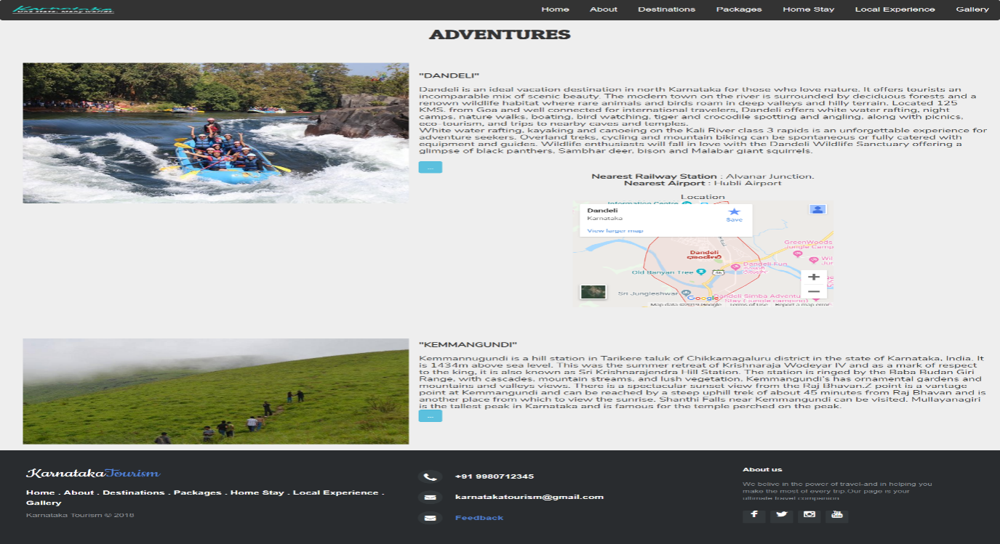 Karnataka
One state. Many worlds.
Home About Destinations Packages Home Stay Local Experience Gallery
ADVENTURES
"DANDELI"
Dandeli is an ideal vacation destination in north Karnataka for those who love nature. It offers tourists an
incomparable mix of scenic beauty. The modern town on the river is surrounded by deciduous forests and a
renown wildlife habitat where rare animals and birds roam in deep valleys and hilly terrain. Located 125
KMS. from Goa and well connected for international travelers, Dandeli offers white water rafting, night
camps, nature walks, boating, bird watching, tiger and crocodile spotting and angling, along with picnics,
eco-tourism, and trips to nearby caves and temples.
White water rafting, kayaking and canoeing on the Kali River class 3 rapids is an unforgettable experience for
adventure seekers. Overland treks, cycling and mountain biking can be spontaneous or fully catered with
equipment and guides. Wildlife enthusiasts will fall in love with the Dandeli Wildlife Sanctuary offering a
glimpse of black panthers, Sambhar deer, bison and Malabar giant squirrels.
...
Nearest Railway Station : Alvanar Junction.
Nearest Airport : Hubli Airport
Location
Information Centre
Dandeli
Karnataka
Save
View larger map
GreenWoods
Jungle Camp
Dandeli
Wil
Jun
Dandeli Fun
Old Banyan Tree
46
Sri Jungleshwar
Google
Dandeli Simba Adventu
Stay (jungle camping)
Map data ©2019 Google Terms of Use Report a map error
"KEMMANGUNDI"
Kemmannugundi is a hill station in Tarikere taluk of Chikkamagaluru district in the state of Karnataka, India. It
is 1434m above sea level. This was the summer retreat of Krishnaraja Wodeyar IV and as a mark of respect
to the king, it is also known as Sri Krishnarajendra Hill Station. The station is ringed by the Baba Budan Giri
Range, with cascades, mountain streams, and lush vegetation, Kemmangundi's has ornamental gardens and
mountains and valleys views. There is a spectacular sunset view from the Raj Bhavan.Z point is a vantage
point at Kemmangundi and can be reached by a steep uphill trek of about 45 minutes from Raj Bhavan and is
another place from which to view the sunrise. Shanthi Falls near Kemmangundi can be visited. Mullayanagiri
is the tallest peak in Karnataka and is famous for the temple perched on the peak.
...
KarnatakaTourism
Home . About . Destinations . Packages . Home Stay . Local Experience .
Gallery
Karnataka Tourism © 2018
+91 9980712345
karnatakatourism@gmail.com
Feedback
About us
We belive in the power of travel-and in helping you
make the most of every trip.Our page is your
ultimate travel companion
You
Tube